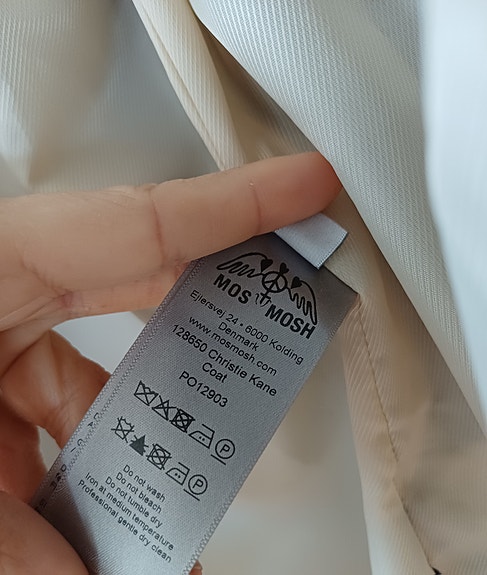 MOS MOSH
Ejlersvej 24 - 6000 Kolding
Denmark
www.mosmosh.com
128650 Christie Kane
Coat
PO12903
Do not wash
Do not bleach
Do not tumble dry
Iron at medium temperature
Professional gentle dry clean